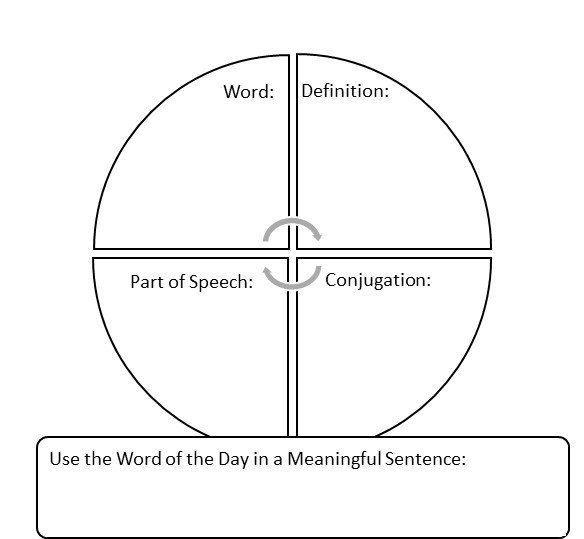 Word:
Definition:
Part of Speech:
Conjugation:
Use the Word of the Day in a Meaningful Sentence: